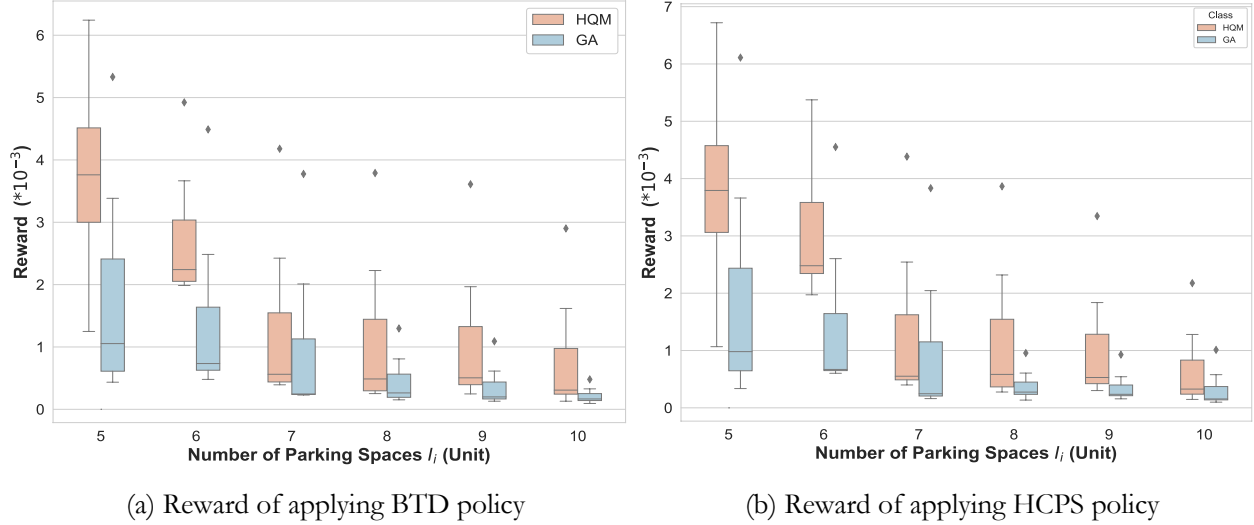 HQM
GA
6
5
4
3
2
1
0
Reward (*10⁻³)
5 6 7 8 9 10
Number of Parking Spaces lᵢ (Unit)
(a) Reward of applying BTD policy
Class
HQM
GA
7
6
5
4
3
2
1
0
Reward (*10⁻³)
5 6 7 8 9 10
Number of Parking Spaces lᵢ (Unit)
(b) Reward of applying HCPS policy